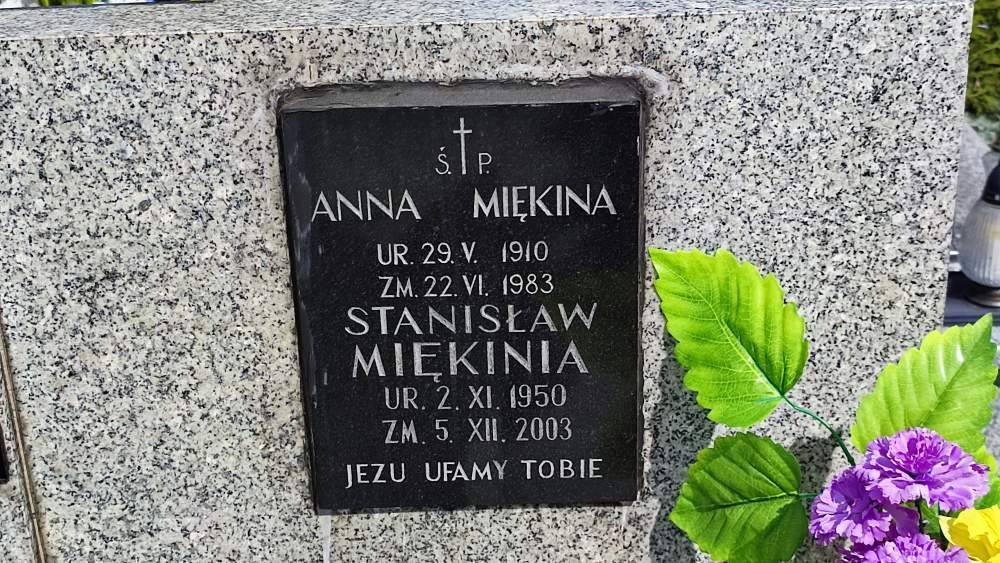 Ś. P.
ANNA MIĘKINA
UR. 29. V. 1910
ZM. 22. VI. 1983
STANISŁAW
MIĘKINIA
UR. 2. XI. 1950
ZM. 5. XII. 2003
JEZU UFAMY TOBIE